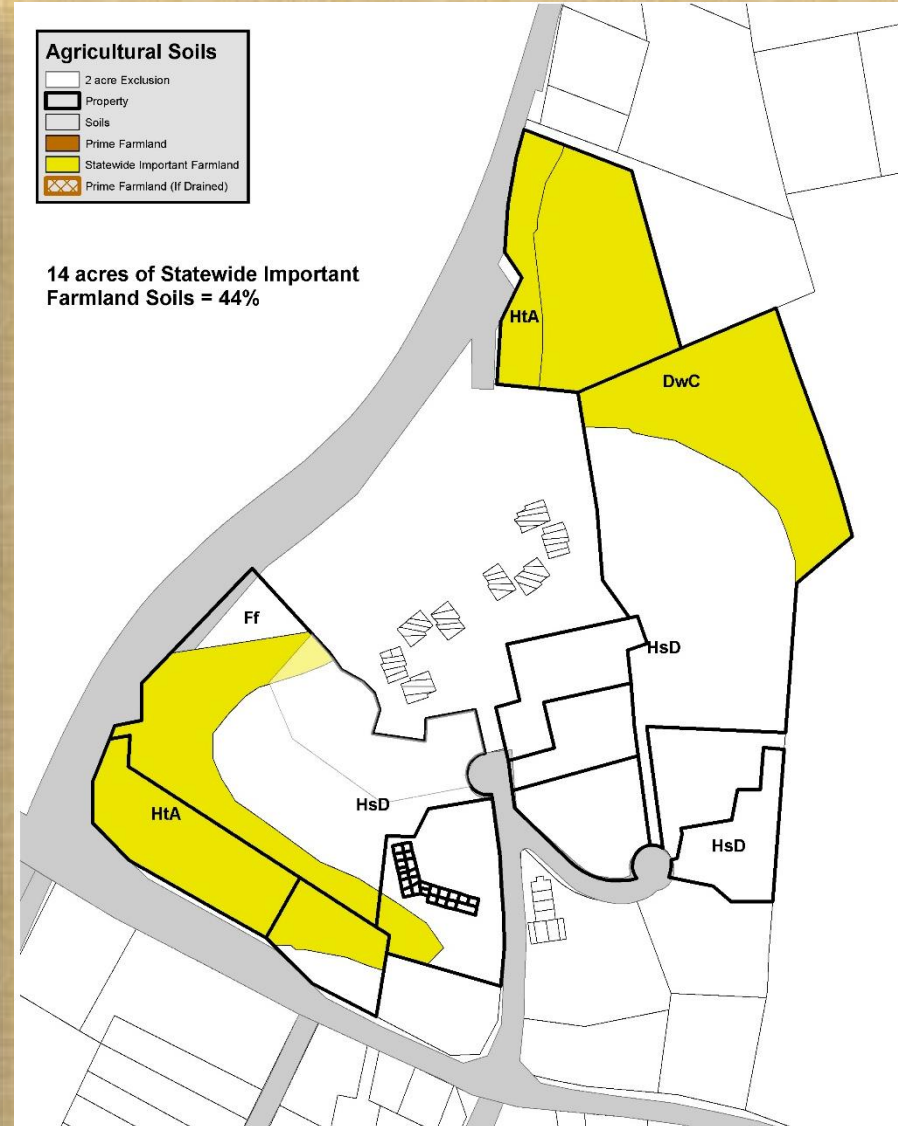 Agricultural Soils
2 acre Exclusion
Property
Soils
Prime Farmland
Statewide Important Farmland
Prime Farmland (If Drained)
14 acres of Statewide Important
Farmland Soils = 44%
HtA
DwC
Ff
HsD
HsD
HtA
HsD